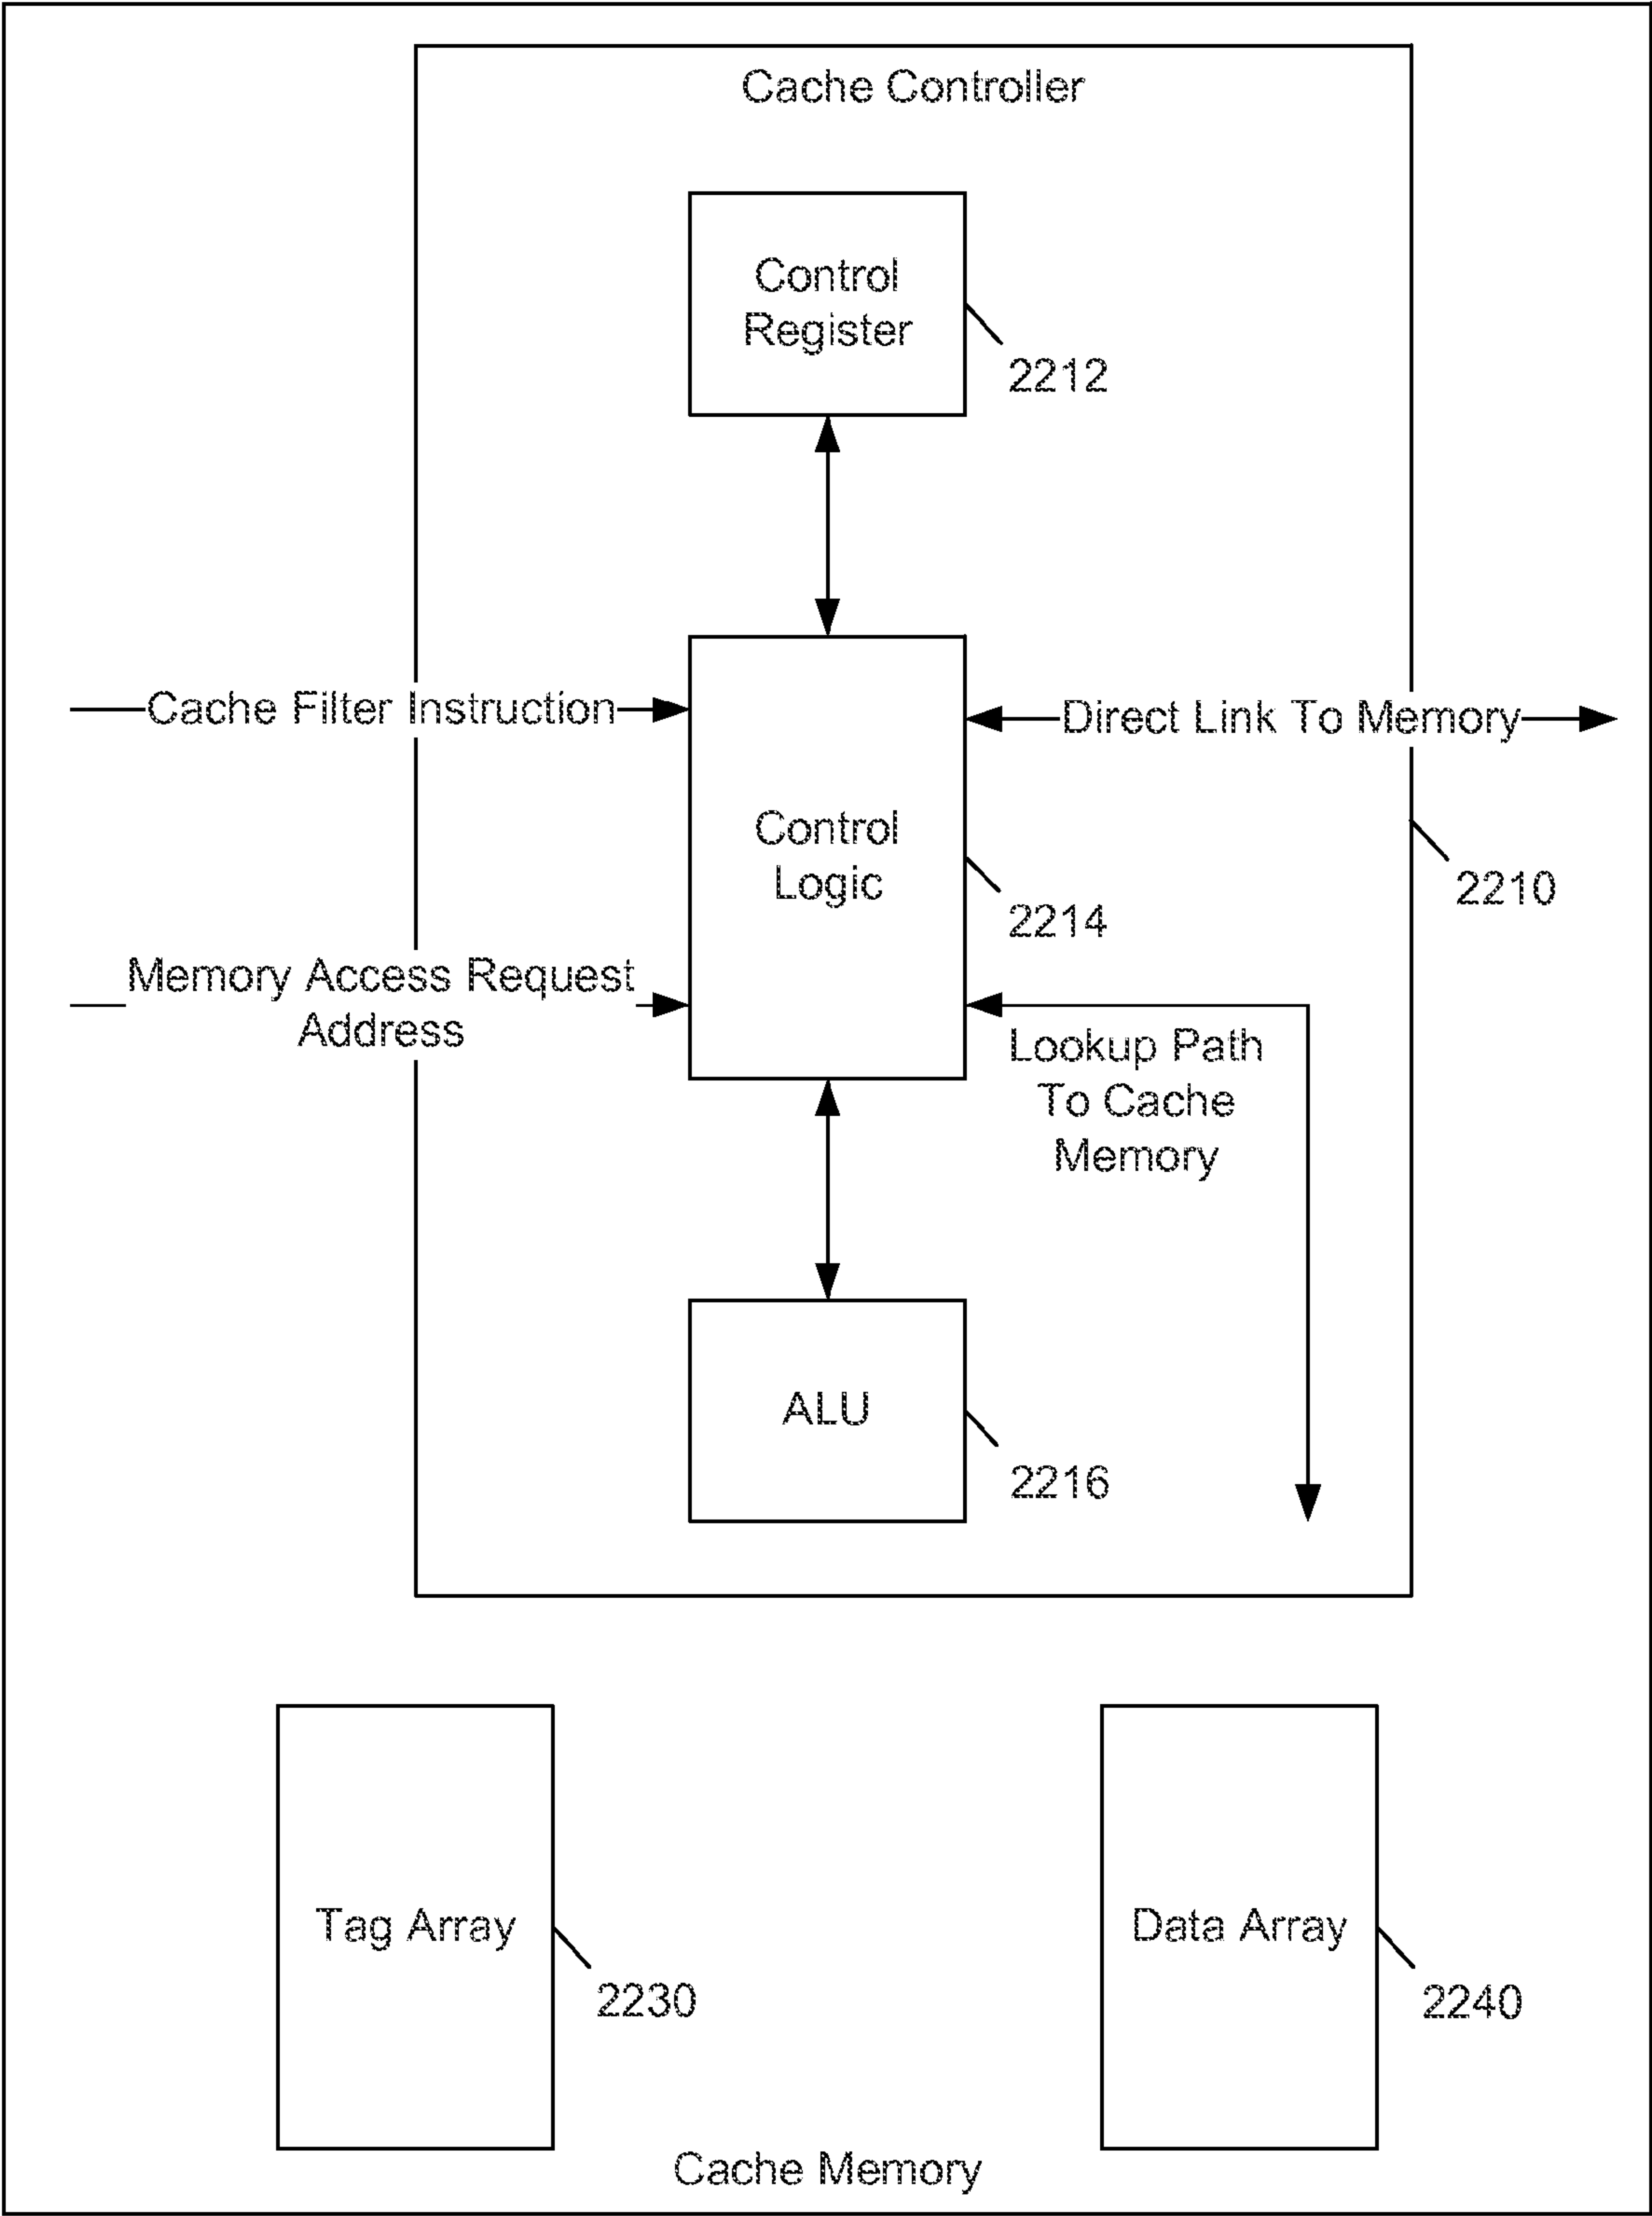 Cache Controller
Control
Register
2212
Cache Filter Instruction
Direct Link To Memory
Control
Logic
2210
2214
Memory Access Request
Address
Lookup Path
To Cache
Memory
ALU
2216
Tag Array
Data Array
2230
2240
Cache Memory